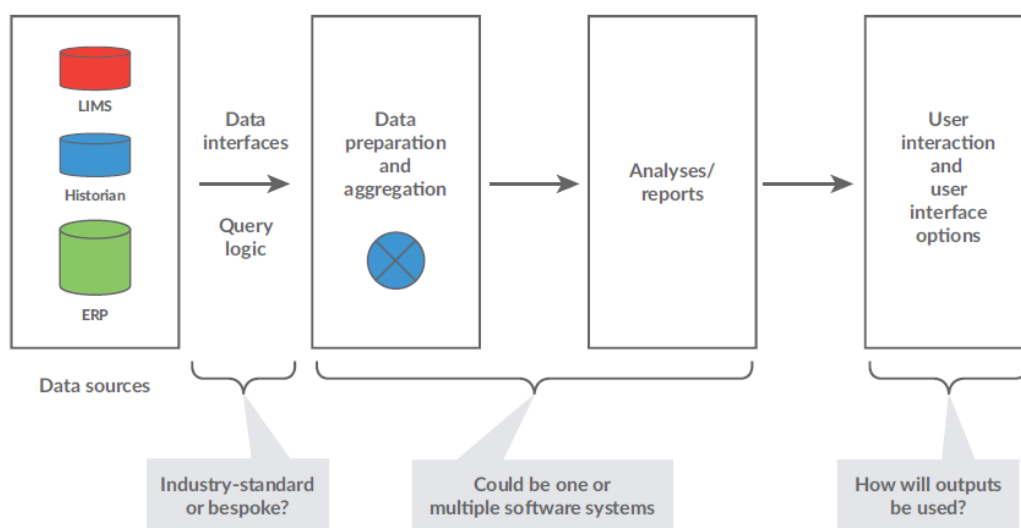 LIMS
Historian
ERP
Data sources
Data
interfaces
Query
logic
Data
preparation
and
aggregation
Analyses/
reports
User
interaction
and
user
interface
options
Industry-standard
or bespoke?
Could be one or
multiple software systems
How will outputs
be used?